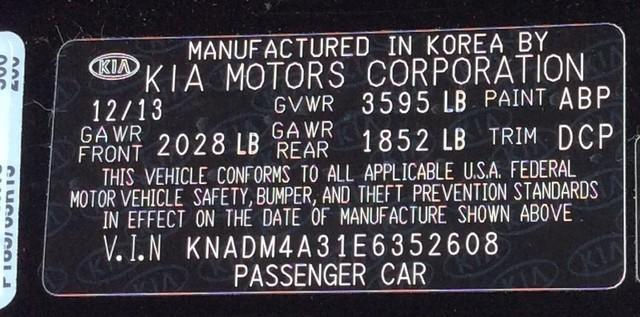 MANUFACTURED IN KOREA BY
KIA KIA MOTORS CORPORATION
12/13 GVWR 3595 LB PAINT ABP
GAWR FRONT 2028 LB GAWR REAR 1852 LB TRIM DCP
THIS VEHICLE CONFORMS TO ALL APPLICABLE U.S.A. FEDERAL
MOTOR VEHICLE SAFETY, BUMPER, AND THEFT PREVENTION STANDARDS
IN EFFECT ON THE DATE OF MANUFACTURE SHOWN ABOVE.
V.I.N KNADM4A31E6352608
PASSENGER CAR